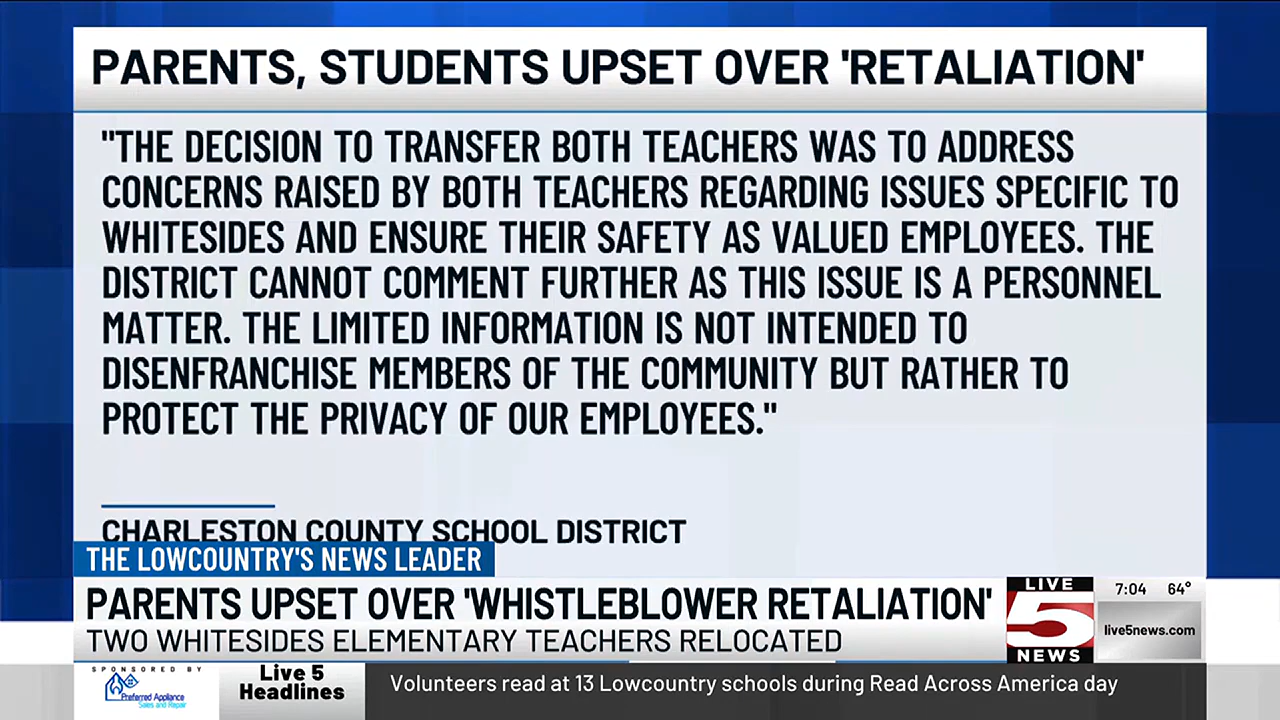 PARENTS, STUDENTS UPSET OVER 'RETALIATION'
"THE DECISION TO TRANSFER BOTH TEACHERS WAS TO ADDRESS
CONCERNS RAISED BY BOTH TEACHERS REGARDING ISSUES SPECIFIC TO
WHITESIDES AND ENSURE THEIR SAFETY AS VALUED EMPLOYEES. THE
DISTRICT CANNOT COMMENT FURTHER AS THIS ISSUE IS A PERSONNEL
MATTER. THE LIMITED INFORMATION IS NOT INTENDED TO
DISENFRANCHISE MEMBERS OF THE COMMUNITY BUT RATHER TO
PROTECT THE PRIVACY OF OUR EMPLOYEES."
CHARLESTON COUNTY SCHOOL DISTRICT
THE LOWCOUNTRY'S NEWS LEADER
PARENTS UPSET OVER 'WHISTLEBLOWER RETALIATION'
TWO WHITESIDES ELEMENTARY TEACHERS RELOCATED
LIVE
5
NEWS
7:04 64°
live5news.com
SPONSORED BY
Preferred Appliance
Sales and Repair
Live 5
Headlines
Volunteers read at 13 Lowcountry schools during Read Across America day